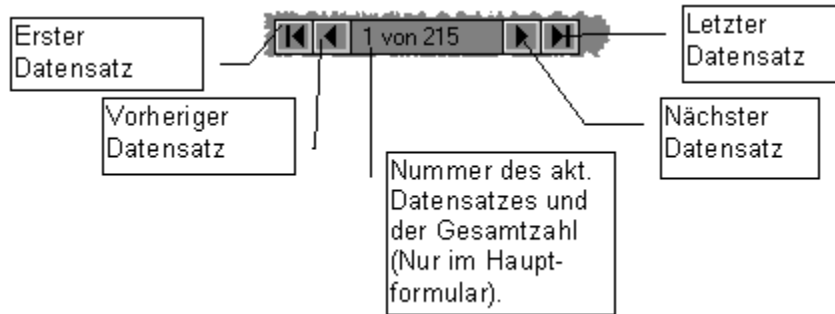 Erster
Datensatz
1 von 215
Letzter
Datensatz
Vorheriger
Datensatz
Nächster
Datensatz
Nummer des akt.
Datensatzes und
der Gesamtzahl
(Nur im Haupt-
formular).